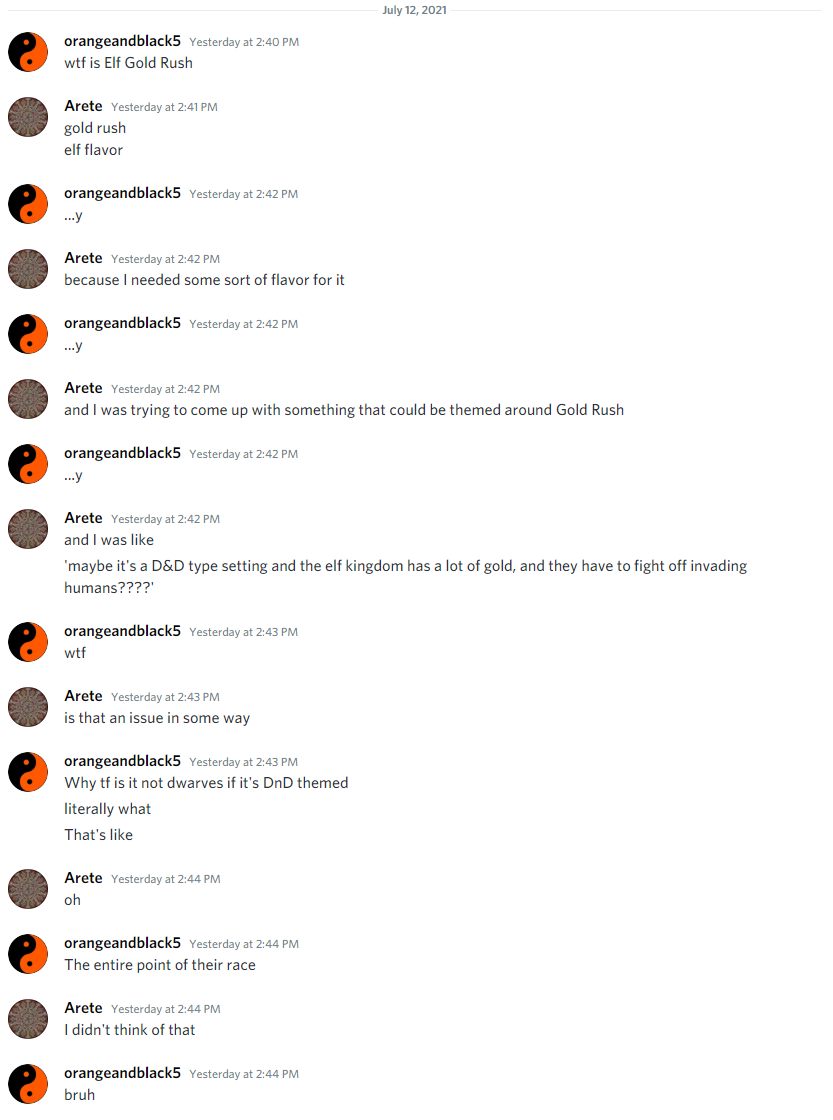 July 12, 2021
orangeandblack5 Yesterday at 2:40 PM
wtf is Elf Gold Rush
Arete Yesterday at 2:41 PM
gold rush
elf flavor
orangeandblack5 Yesterday at 2:42 PM
...y
Arete Yesterday at 2:42 PM
because I needed some sort of flavor for it
orangeandblack5 Yesterday at 2:42 PM
...y
Arete Yesterday at 2:42 PM
and I was trying to come up with something that could be themed around Gold Rush
orangeandblack5 Yesterday at 2:42 PM
...y
Arete Yesterday at 2:42 PM
and I was like
'maybe it's a D&D type setting and the elf kingdom has a lot of gold, and they have to fight off invading
humans????'
orangeandblack5 Yesterday at 2:43 PM
wtf
Arete Yesterday at 2:43 PM
is that an issue in some way
orangeandblack5 Yesterday at 2:43 PM
Why tf is it not dwarves if it's DnD themed
literally what
That's like
Arete Yesterday at 2:44 PM
oh
orangeandblack5 Yesterday at 2:44 PM
The entire point of their race
Arete Yesterday at 2:44 PM
I didn't think of that
orangeandblack5 Yesterday at 2:44 PM
bruh